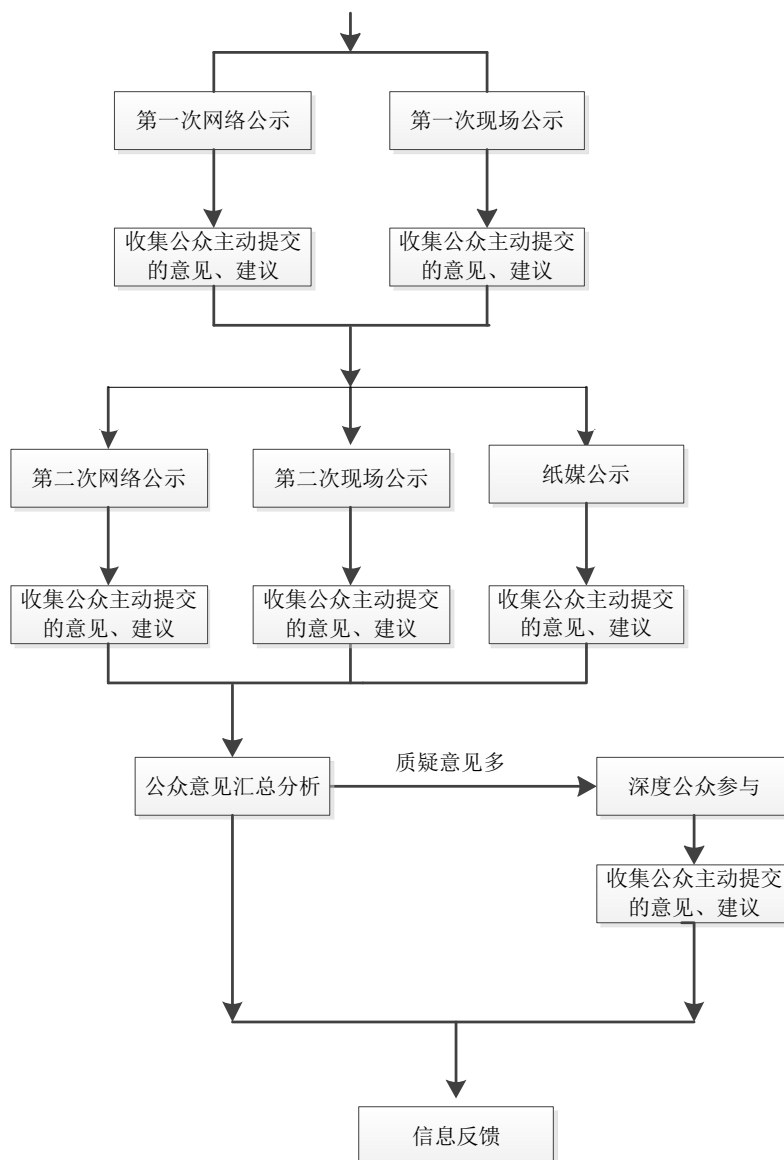 第一次网络公示
第一次现场公示
收集公众主动提交
的意见、建议
收集公众主动提交
的意见、建议
第二次网络公示
第二次现场公示
纸媒公示
收集公众主动提交
的意见、建议
收集公众主动提交
的意见、建议
收集公众主动提交
的意见、建议
公众意见汇总分析
质疑意见多
深度公众参与
收集公众主动提交
的意见、建议
信息反馈